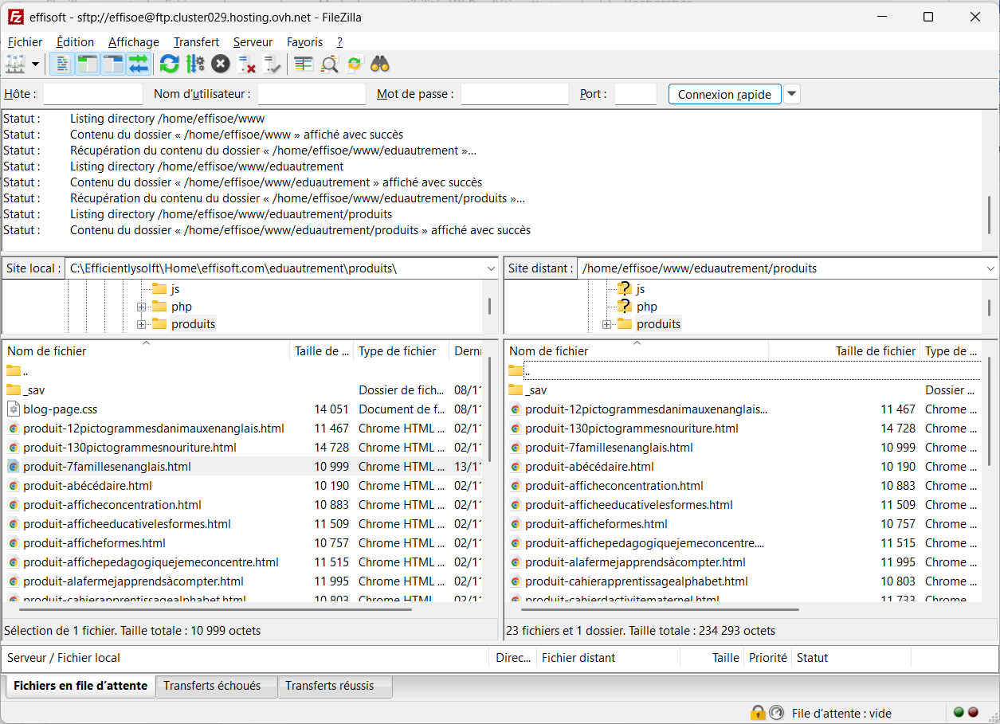 effisoft - sftp://effisoe@ftp.cluster029.hosting.ovh.net - FileZilla
Fichier Édition Affichage Transfert Serveur Favoris ?
Hôte : Nom d'utilisateur : Mot de passe : Port : Connexion rapide
Statut : Listing directory /home/effisoe/www
Statut : Contenu du dossier « /home/effisoe/www » affiché avec succès
Statut : Récupération du contenu du dossier « /home/effisoe/www/eduautrement »...
Statut : Listing directory /home/effisoe/www/eduautrement
Statut : Contenu du dossier « /home/effisoe/www/eduautrement » affiché avec succès
Statut : Récupération du contenu du dossier « /home/effisoe/www/eduautrement/produits »...
Statut : Listing directory /home/effisoe/www/eduautrement/produits
Statut : Contenu du dossier « /home/effisoe/www/eduautrement/produits » affiché avec succès
Site local : C:\Efficientlysolft\Home\effisoft.com\eduautrement\produits\
js
php
produits
Nom de fichier Taille de ... Type de fichier Derni
..
_sav Dossier de fich... 08/11
blog-page.css 14 051 Document de f... 08/11
produit-12pictogrammesdanimauxenanglais.html 11 467 Chrome HTML ... 02/11
produit-130pictogrammesnouriture.html 14 728 Chrome HTML ... 02/11
produit-7famillesenanglais.html 10 999 Chrome HTML ... 13/11
produit-abécédaire.html 10 190 Chrome HTML ... 02/11
produit-afficheconcentration.html 10 883 Chrome HTML ... 02/11
produit-afficheeducativelesformes.html 11 509 Chrome HTML ... 02/11
produit-afficheformes.html 10 757 Chrome HTML ... 02/11
produit-affichepedagogiquejemeconcentre.html 11 515 Chrome HTML ... 02/11
produit-alafermejapprendsàcompter.html 11 995 Chrome HTML ... 02/11
produit-cahierapprentissagealphabet.html 10 803 Chrome HTML ... 02/11
Sélection de 1 fichier. Taille totale : 10 999 octets
Site distant : /home/effisoe/www/eduautrement/produits
? js
? php
produits
Nom de fichier Taille de fichier Type de ...
..
_sav Dossier ...
produit-12pictogrammesdanimauxenanglais... 11 467 Chrome ...
produit-130pictogrammesnouriture.html 14 728 Chrome ...
produit-7famillesenanglais.html 10 999 Chrome ...
produit-abécédaire.html 10 190 Chrome ...
produit-afficheconcentration.html 10 883 Chrome ...
produit-afficheeducativelesformes.html 11 509 Chrome ...
produit-afficheformes.html 10 757 Chrome ...
produit-affichepedagogiquejemeconcentre.... 11 515 Chrome ...
produit-alafermejapprendsàcompter.html 11 995 Chrome ...
produit-cahierapprentissagealphabet.html 10 803 Chrome ...
produit-cahierdactivitematernel.html 11 733 Chrome ...
23 fichiers et 1 dossier. Taille totale : 234 293 octets
Serveur / Fichier local Direc... Fichier distant Taille Priorité Statut
Fichiers en file d'attente Transferts échoués Transferts réussis
File d'attente : vide